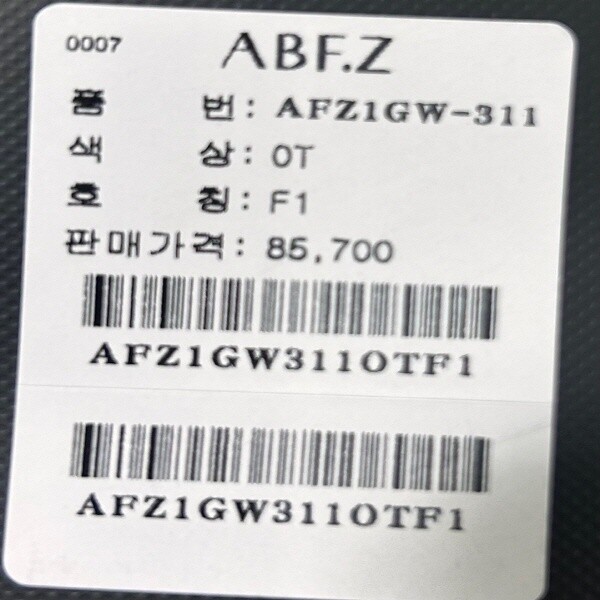 0007 ABF.Z
품 번: AFZ1GW-311
색 상: OT
호 칭: F1
판매가격: 85,700
AFZ1GW311OTF1
AFZ1GW311OTF1